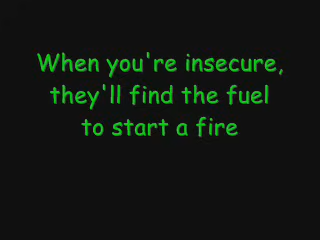 When you're insecure,
they'll find the fuel
to start a fire